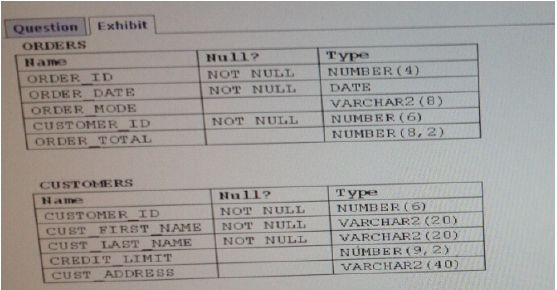 Question Exhibit
ORDERS
Name Null? Type
ORDER_ID NOT NULL NUMBER(4)
ORDER_DATE NOT NULL DATE
ORDER_MODE VARCHAR2(8)
CUSTOMER_ID NOT NULL NUMBER(6)
ORDER_TOTAL NUMBER(8,2)
CUSTOMERS
Name Null? Type
CUSTOMER_ID NOT NULL NUMBER(6)
CUST_FIRST_NAME NOT NULL VARCHAR2(20)
CUST_LAST_NAME NOT NULL VARCHAR2(20)
CREDIT_LIMIT NUMBER(9,2)
CUST_ADDRESS VARCHAR2(40)